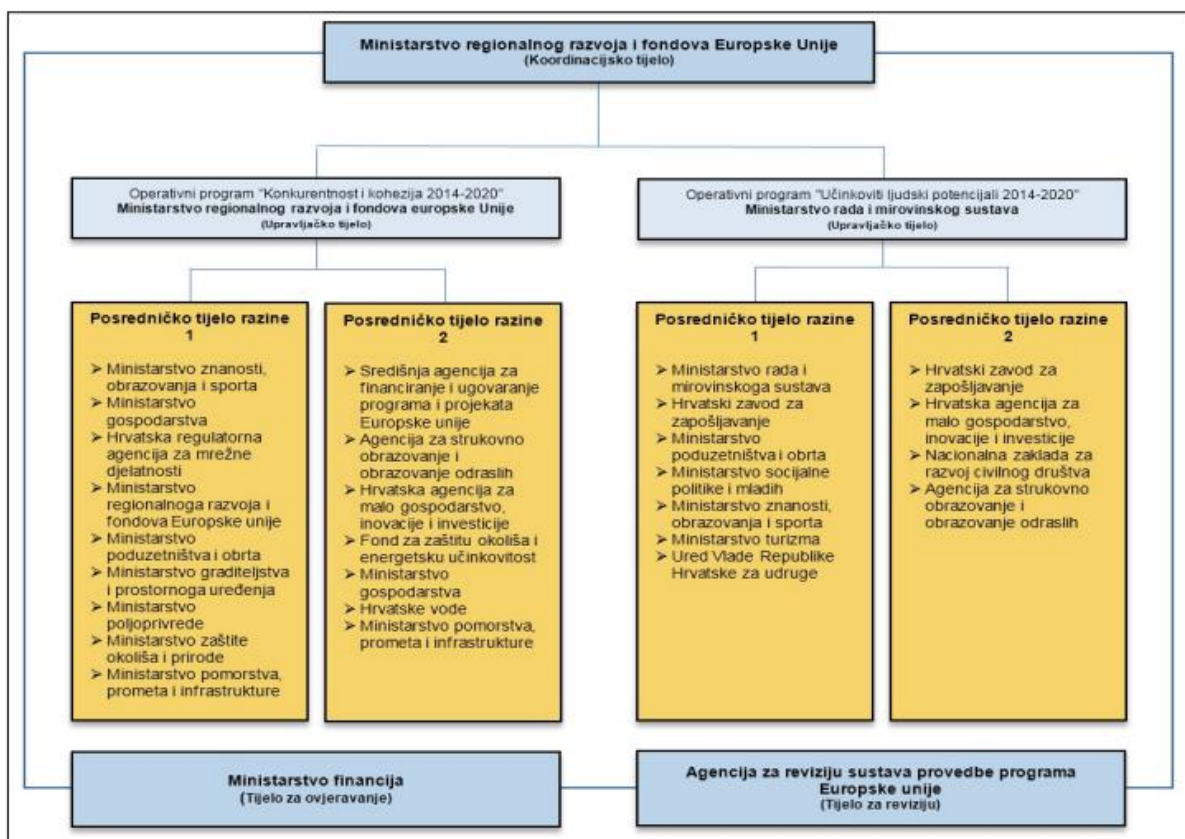 Ministarstvo regionalnog razvoja i fondova Europske Unije
(Koordinacijsko tijelo)
Operativni program "Konkurentnost i kohezija 2014-2020"
Ministarstvo regionalnog razvoja i fondova europske Unije
(Upravljačko tijelo)
Operativni program "Učinkoviti ljudski potencijali 2014-2020"
Ministarstvo rada i mirovinskog sustava
(Upravljačko tijelo)
Posredničko tijelo razine
1
➢ Ministarstvo znanosti,
obrazovanja i sporta
➢ Ministarstvo
gospodarstva
➢ Hrvatska regulatorna
agencija za mrežne
djelatnosti
➢ Ministarstvo
regionalnoga razvoja i
fondova Europske unije
➢ Ministarstvo
poduzetništva i obrta
➢ Ministarstvo graditeljstva
i prostornoga uređenja
➢ Ministarstvo
poljoprivrede
➢ Ministarstvo zaštite
okoliša i prirode
➢ Ministarstvo pomorstva,
prometa i infrastrukture
Posredničko tijelo razine
2
➢ Središnja agencija za
financiranje i ugovaranje
programa i projekata
Europske unije
➢ Agencija za strukovno
obrazovanje i
obrazovanje odraslih
➢ Hrvatska agencija za
malo gospodarstvo,
inovacije i investicije
➢ Fond za zaštitu okoliša i
energetsku učinkovitost
➢ Ministarstvo
gospodarstva
➢ Hrvatske vode
➢ Ministarstvo pomorstva,
prometa i infrastrukture
Posredničko tijelo razine
1
➢ Ministarstvo rada i
mirovinskoga sustava
➢ Hrvatski zavod za
zapošljavanje
➢ Ministarstvo
poduzetništva i obrta
➢ Ministarstvo socijalne
politike i mladih
➢ Ministarstvo znanosti,
obrazovanja i sporta
➢ Ministarstvo turizma
➢ Ured Vlade Republike
Hrvatske za udruge
Posredničko tijelo razine
2
➢ Hrvatski zavod za
zapošljavanje
➢ Hrvatska agencija za
malo gospodarstvo,
inovacije i investicije
➢ Nacionalna zaklada za
razvoj civilnog društva
➢ Agencija za strukovno
obrazovanje i
obrazovanje odraslih
Ministarstvo financija
(Tijelo za ovjeravanje)
Agencija za reviziju sustava provedbe programa
Europske unije
(Tijelo za reviziju)